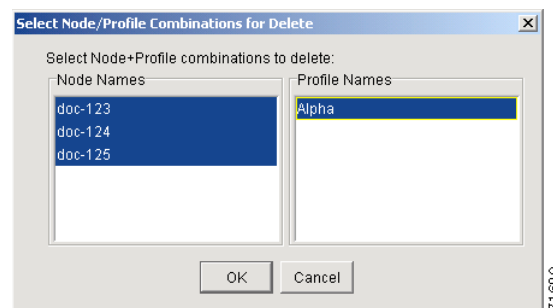 Select Node/Profile Combinations for Delete
Select Node+Profile combinations to delete:
Node Names
doc-123
doc-124
doc-125
Profile Names
Alpha
OK
Cancel